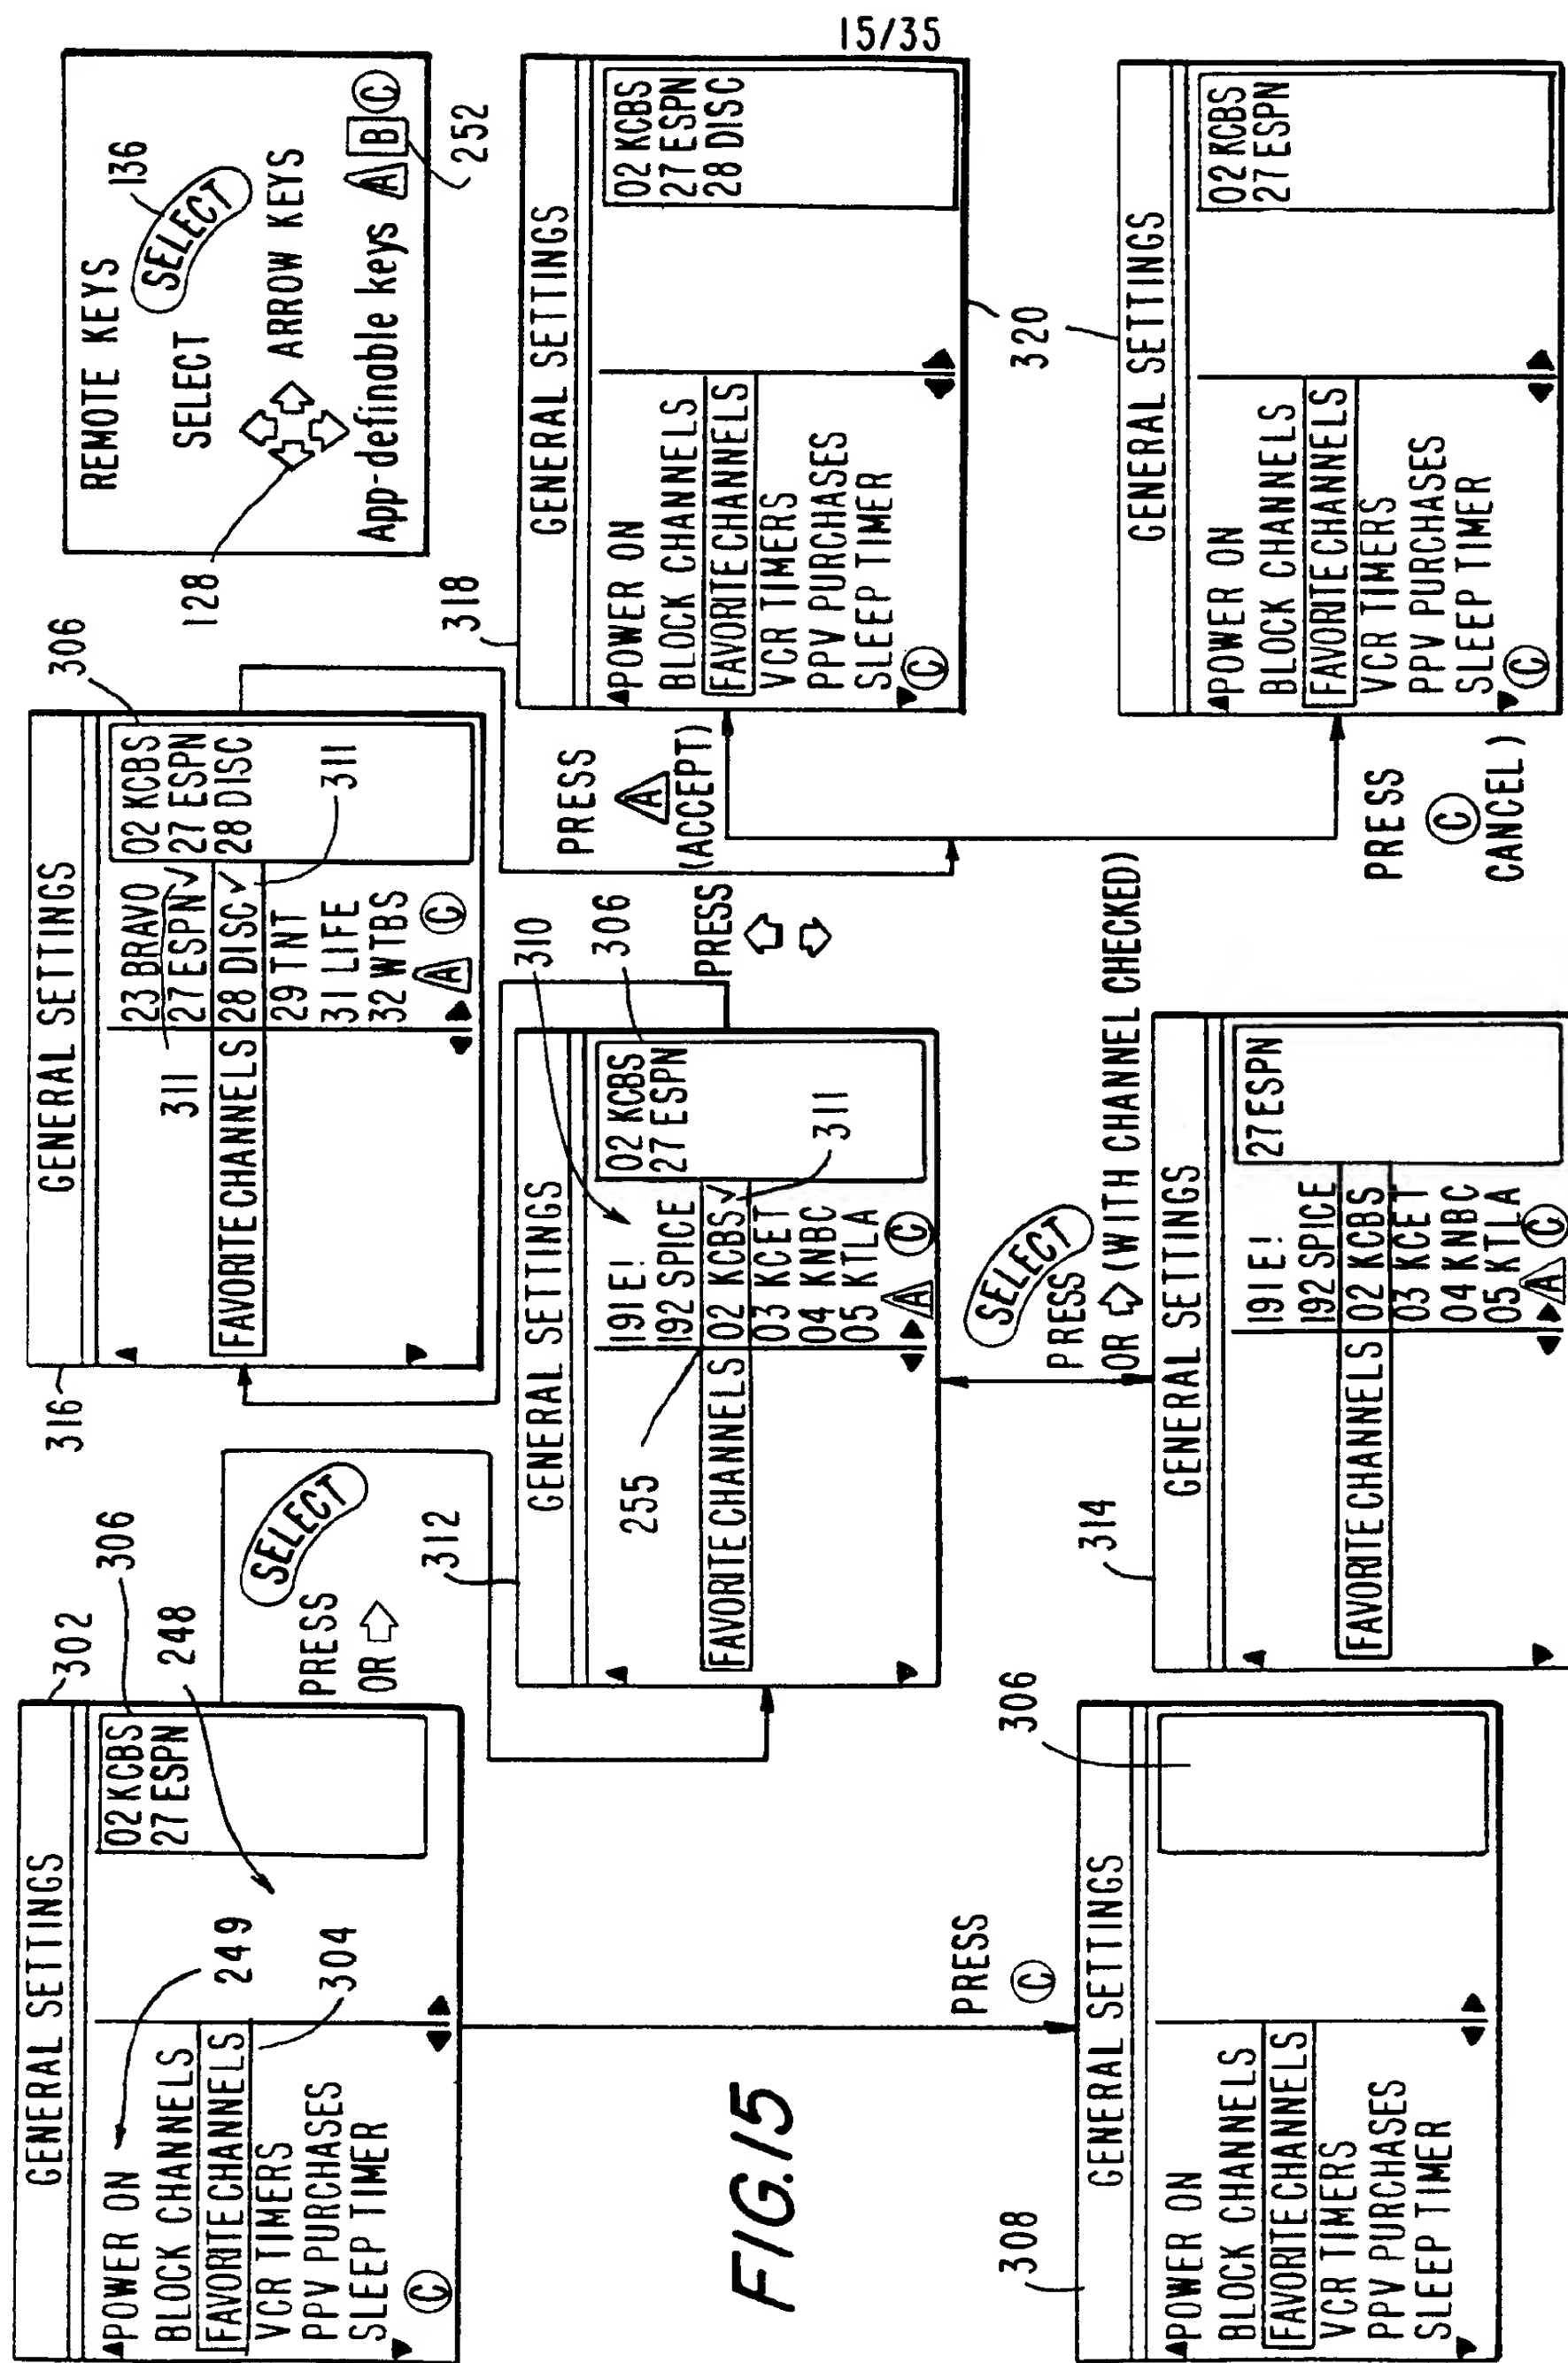 15/35
GENERAL SETTINGS
302
POWER ON
BLOCK CHANNELS
FAVORITE CHANNELS
VCR TIMERS
PPV PURCHASES
SLEEP TIMER
C
249
304
02 KCBS
27 ESPN
306
248
PRESS
SELECT
OR
316
GENERAL SETTINGS
FAVORITE CHANNELS
311
23 BRAVO
27 ESPN ✓
28 DISC ✓
29 TNT
31 LIFE
32 WTBS
A C
02 KCBS
27 ESPN
28 DISC
306
311
REMOTE KEYS
SELECT
SELECT
136
ARROW KEYS
128
App-definable keys A B C
252
312
GENERAL SETTINGS
255
FAVORITE CHANNELS
191 E!
192 SPICE
02 KCBS ✓
03 KCET
04 KNBC
05 KTLA
A C
02 KCBS
27 ESPN
310
306
311
PRESS
PRESS
A
(ACCEPT)
318
GENERAL SETTINGS
POWER ON
BLOCK CHANNELS
FAVORITE CHANNELS
VCR TIMERS
PPV PURCHASES
SLEEP TIMER
C
02 KCBS
27 ESPN
28 DISC
320
PRESS
C
FIG.15
308
GENERAL SETTINGS
POWER ON
BLOCK CHANNELS
FAVORITE CHANNELS
VCR TIMERS
PPV PURCHASES
SLEEP TIMER
306
SELECT
PRESS
OR (WITH CHANNEL CHECKED)
314
GENERAL SETTINGS
FAVORITE CHANNELS
191 E!
192 SPICE
02 KCBS
03 KCET
04 KNBC
05 KTLA
A C
27 ESPN
PRESS
C
CANCEL)
GENERAL SETTINGS
POWER ON
BLOCK CHANNELS
FAVORITE CHANNELS
VCR TIMERS
PPV PURCHASES
SLEEP TIMER
C
02 KCBS
27 ESPN